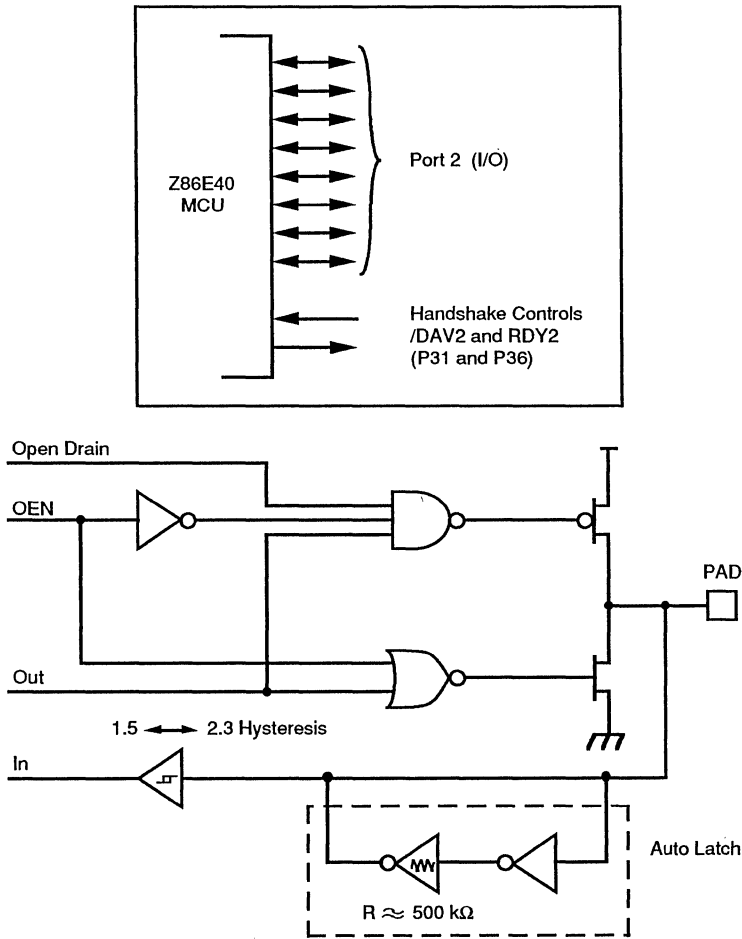 Z86E40
MCU
Port 2 (I/O)
Handshake Controls
/DAV2 and RDY2
(P31 and P36)
Open Drain
OEN
PAD
Out
1.5 2.3 Hysteresis
In
Auto Latch
R ≈ 500 kΩ